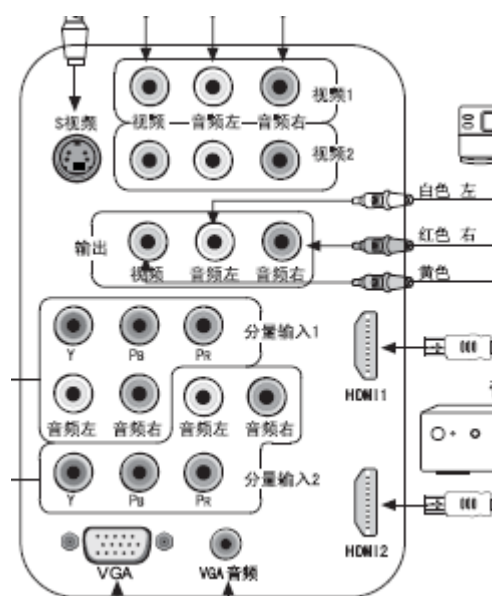 视频1
S视频
视频 音频左 音频右
视频2
白色 左
输出
红色 右
视频 音频左 音频右
黄色
分量输入1
Y PB PR
HDMI1
音频左 音频右 音频左 音频右
分量输入2
Y PB PR
HDMI2
VGA VGA音频